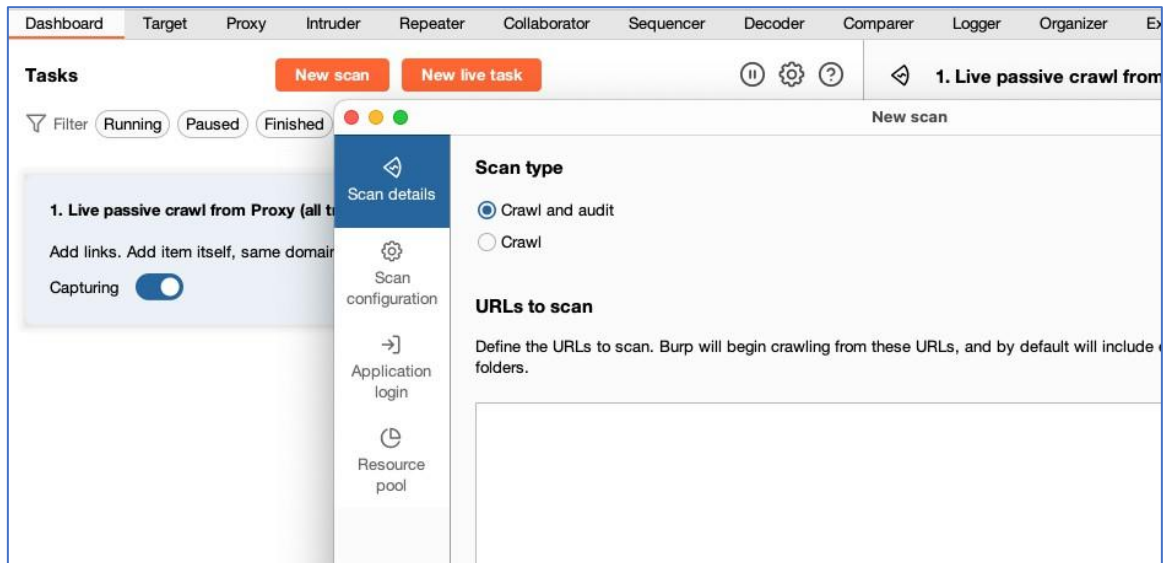 Dashboard Target Proxy Intruder Repeater Collaborator Sequencer Decoder Comparer Logger Organizer
Tasks New scan New live task 1. Live passive crawl from
Filter Running Paused Finished New scan
Scan details
Scan type
Crawl and audit
Crawl
1. Live passive crawl from Proxy (all
Add links. Add item itself, same domain
Capturing
Scan
configuration
URLs to scan
Define the URLs to scan. Burp will begin crawling from these URLs, and by default will include
folders.
Application
login
Resource
pool